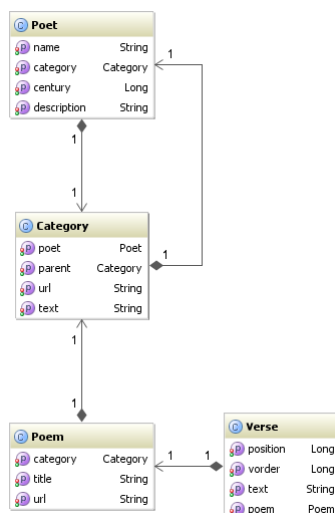 Poet
name String
category Category
century Long
description String
1
1
1
1
Category
poet Poet
parent Category
url String
text String
1
1
Poem
category Category
title String
url String
1
1
Verse
position Long
vorder Long
text String
poem Poem